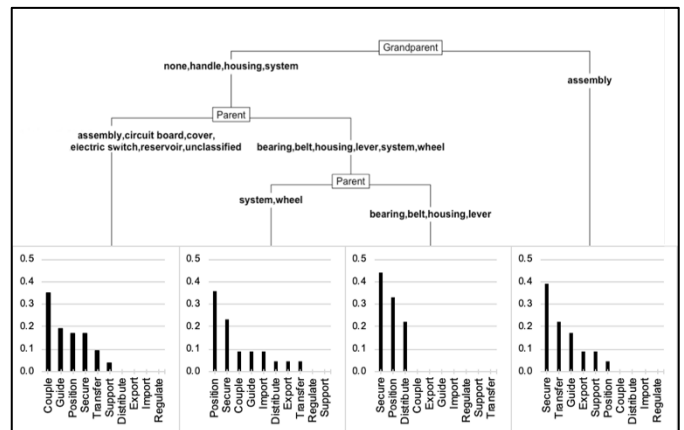 Grandparent
none,handle,housing,system
assembly
Parent
assembly,circuit board,cover,
electric switch,reservoir,unclassified
bearing,belt,housing,lever,system,wheel
Parent
system,wheel
bearing,belt,housing,lever
0.5
0.4
0.3
0.2
0.1
0.0
Couple
Guide
Position
Secure
Transfer
Support
Distribute
Export
Import
Regulate
0.5
0.4
0.3
0.2
0.1
0.0
Position
Secure
Couple
Guide
Import
Distribute
Export
Transfer
Regulate
Support
0.5
0.4
0.3
0.2
0.1
0.0
Secure
Position
Distribute
Couple
Export
Guide
Import
Regulate
Support
Transfer
0.5
0.4
0.3
0.2
0.1
0.0
Secure
Transfer
Guide
Export
Support
Position
Couple
Distribute
Import
Regulate